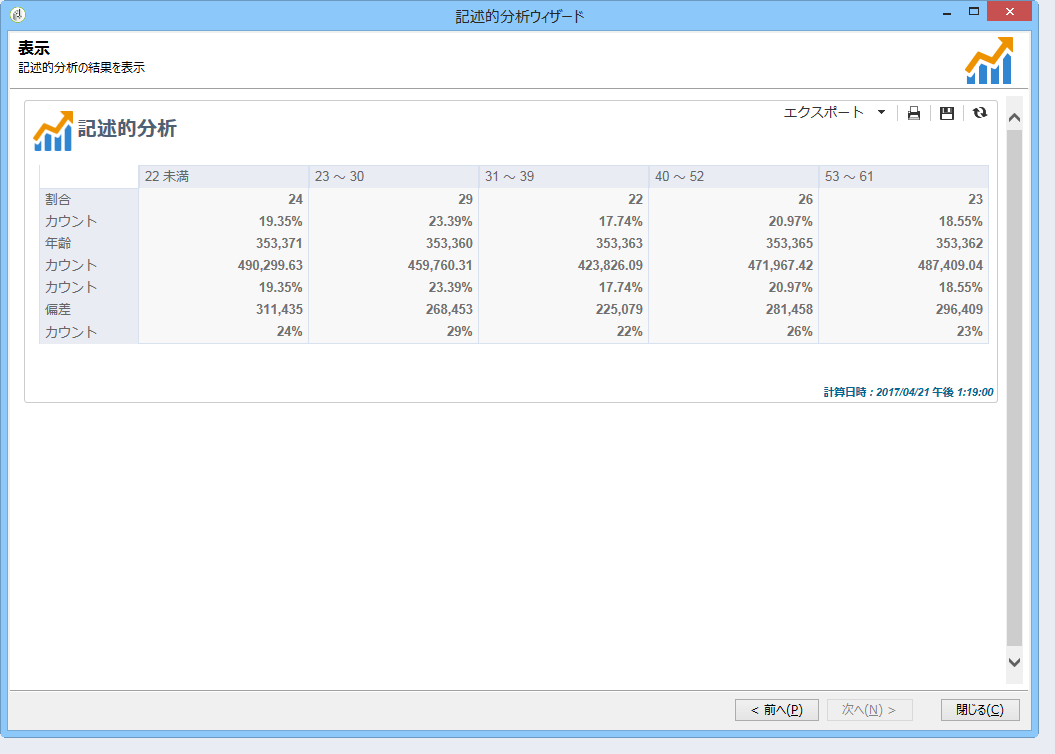 記述的分析ウィザード
表示
記述的分析の結果を表示
記述的分析
エクスポート
22 未満 23 ～ 30 31 ～ 39 40 ～ 52 53 ～ 61
割合 24 29 22 26 23
カウント 19.35% 23.39% 17.74% 20.97% 18.55%
年齢 353,371 353,360 353,363 353,365 353,362
カウント 490,299.63 459,760.31 423,826.09 471,967.42 487,409.04
カウント 19.35% 23.39% 17.74% 20.97% 18.55%
偏差 311,435 268,453 225,079 281,458 296,409
カウント 24% 29% 22% 26% 23%
計算日時：2017/04/21 午後 1:19:00
< 前へ(P) 次へ(N) > 閉じる(C)